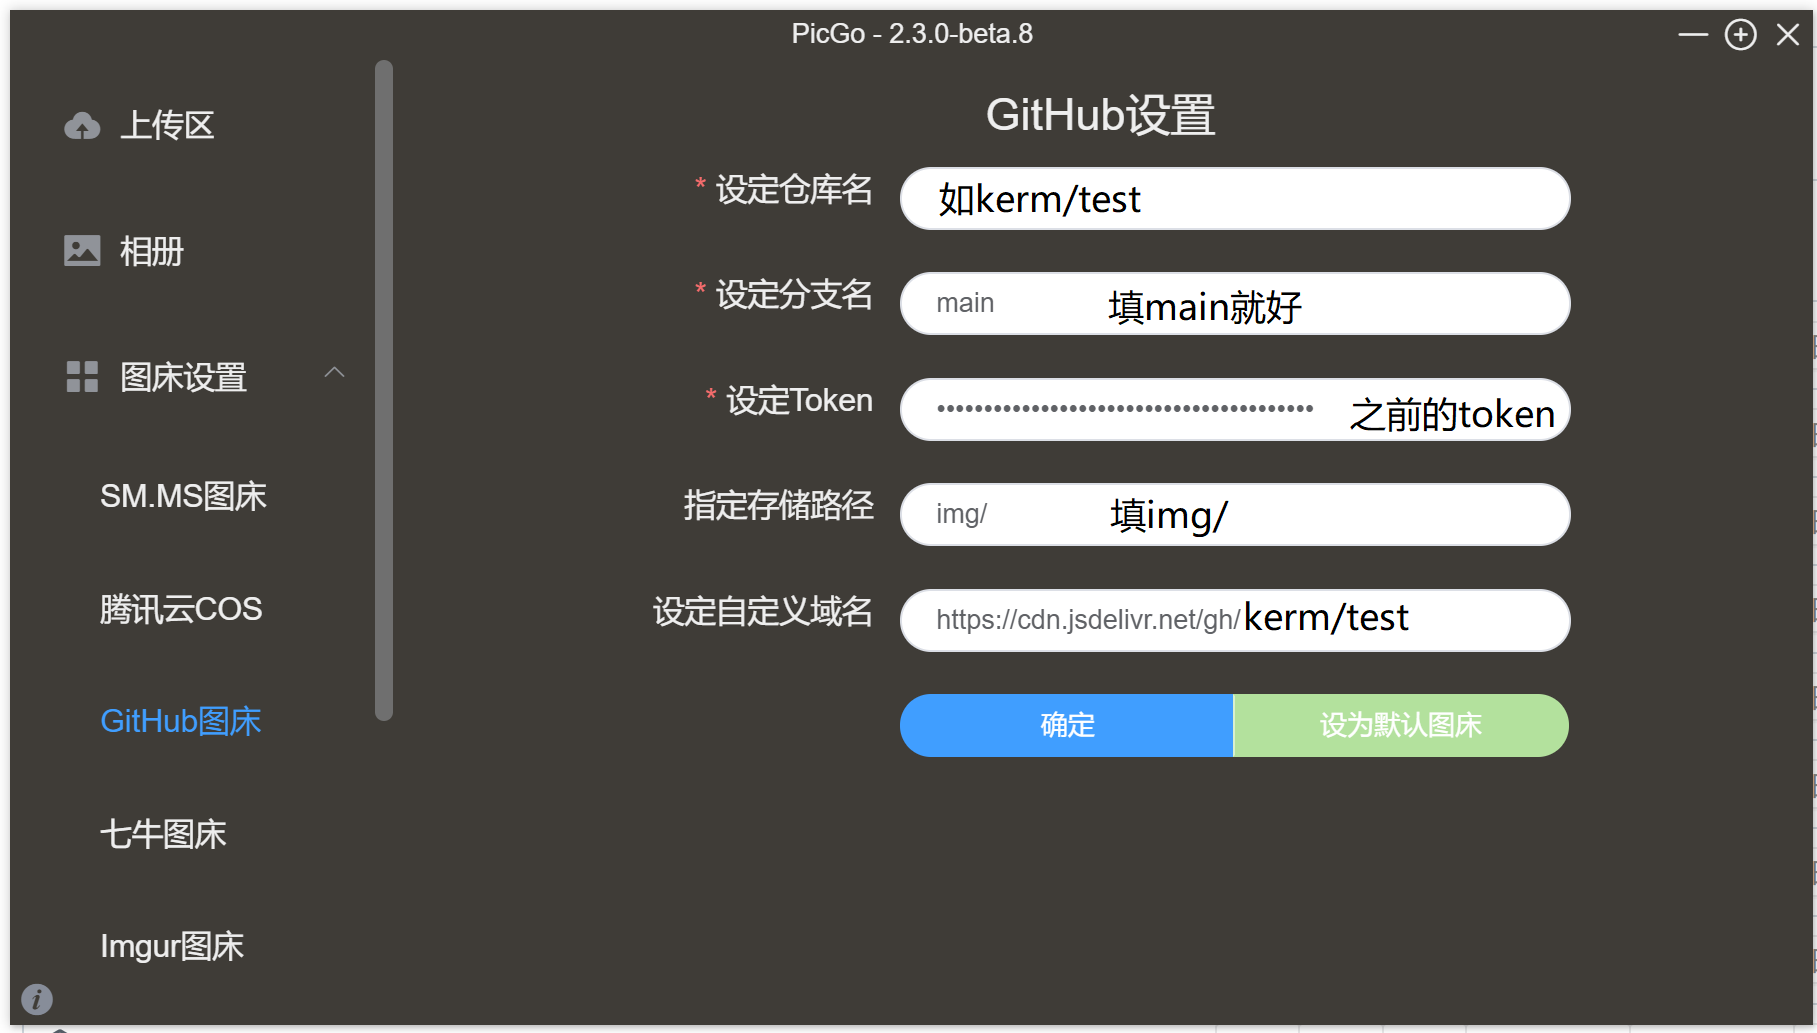 PicGo - 2.3.0-beta.8
上传区
相册
图床设置
SM.MS图床
腾讯云COS
GitHub图床
七牛图床
Imgur图床
GitHub设置
* 设定仓库名
如kerm/test
* 设定分支名
main 填main就好
* 设定Token
•••••••••••••••••••••••••••••••••••••••• 之前的token
指定存储路径
img/ 填img/
设定自定义域名
https://cdn.jsdelivr.net/gh/kerm/test
确定
设为默认图床